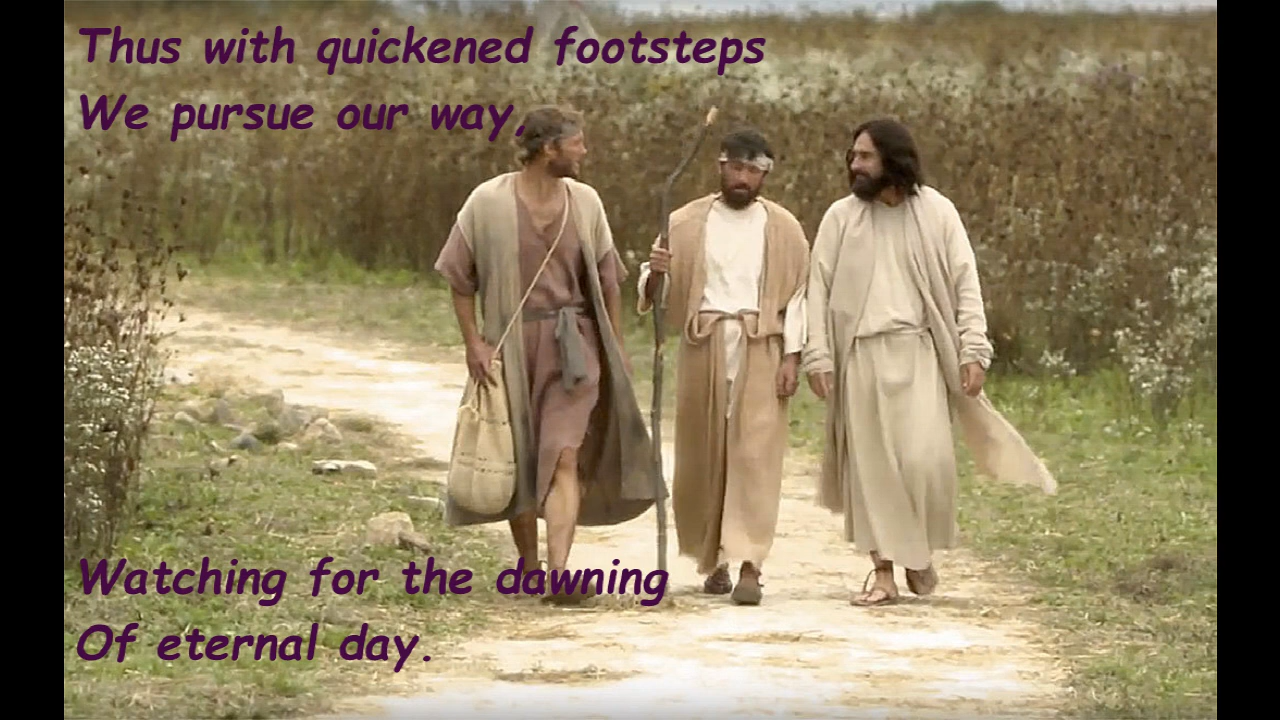 Thus with quickened footsteps
We pursue our way,
Watching for the dawning
Of eternal day.